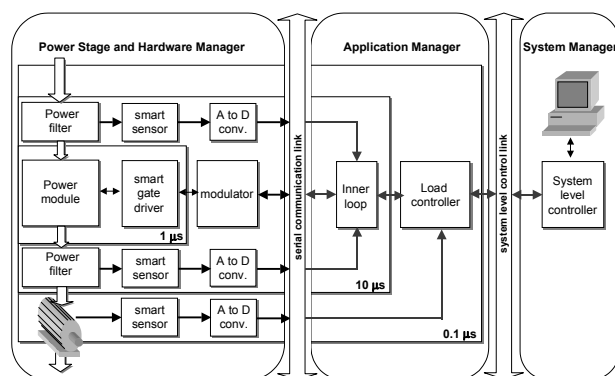 Power Stage and Hardware Manager
Application Manager
System Manager
Power
filter
smart
sensor
A to D
conv.
Power
module
smart
gate
driver
modulator
1 µs
Power
filter
smart
sensor
A to D
conv.
10 µs
smart
sensor
A to D
conv.
0.1 µs
serial communication link
Inner
loop
Load
controller
system level control link
System
level
controller